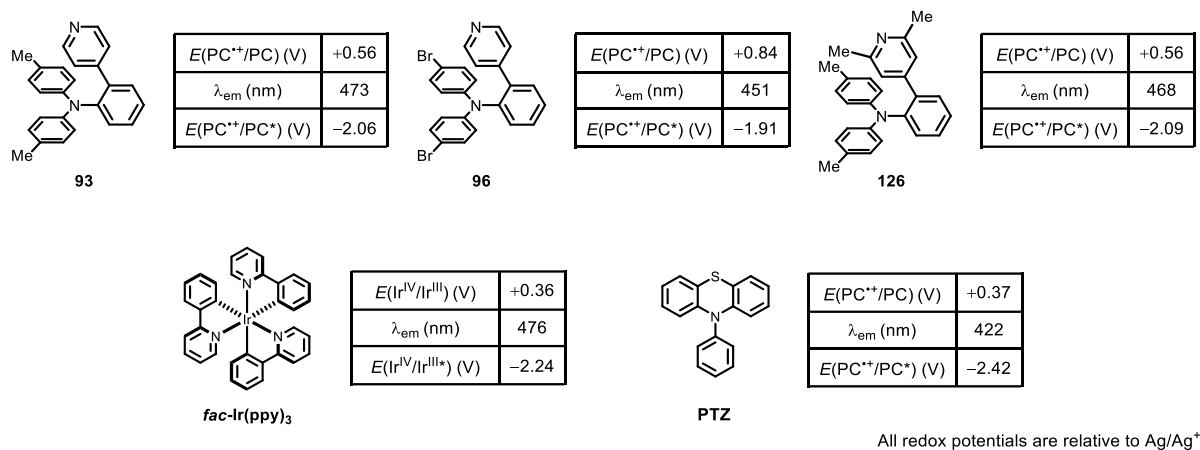 N
Me
N
Me
93
E(PC•+/PC) (V) +0.56
λem (nm) 473
E(PC•+/PC*) (V) −2.06
N
Br
N
Br
96
E(PC•+/PC) (V) +0.84
λem (nm) 451
E(PC•+/PC*) (V) −1.91
Me
N
Me
Me
N
Me
126
E(PC•+/PC) (V) +0.56
λem (nm) 468
E(PC•+/PC*) (V) −2.09
N
Ir
N
N
fac-Ir(ppy)3
E(IrIV/IrIII) (V) +0.36
λem (nm) 476
E(IrIV/IrIII*) (V) −2.24
S
N
PTZ
E(PC•+/PC) (V) +0.37
λem (nm) 422
E(PC•+/PC*) (V) −2.42
All redox potentials are relative to Ag/Ag+